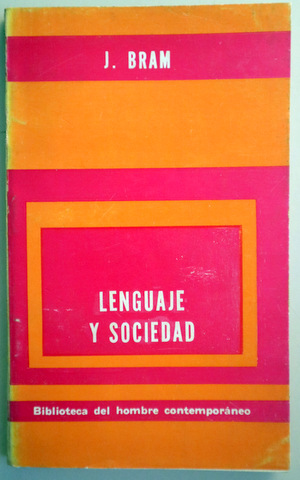 J. BRAM
LENGUAJE
Y SOCIEDAD
Biblioteca del hombre contemporáneo